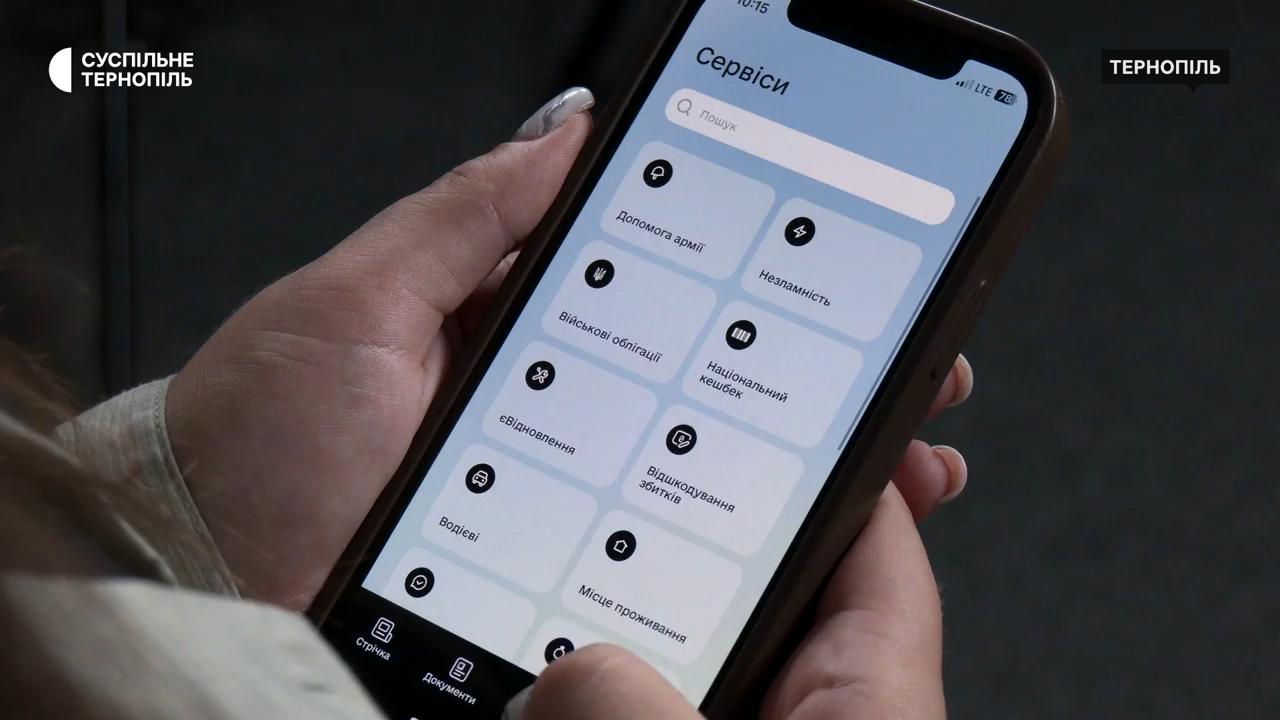 СУСПІЛЬНЕ
ТЕРНОПІЛЬ
ТЕРНОПІЛЬ
10:15
LTE 78
Сервіси
Пошук
Допомога армії
Незламність
Військові облігації
Національний
кешбек
єВідновлення
Відшкодування
збитків
Водієві
Місце проживання
Стрічка
Документи